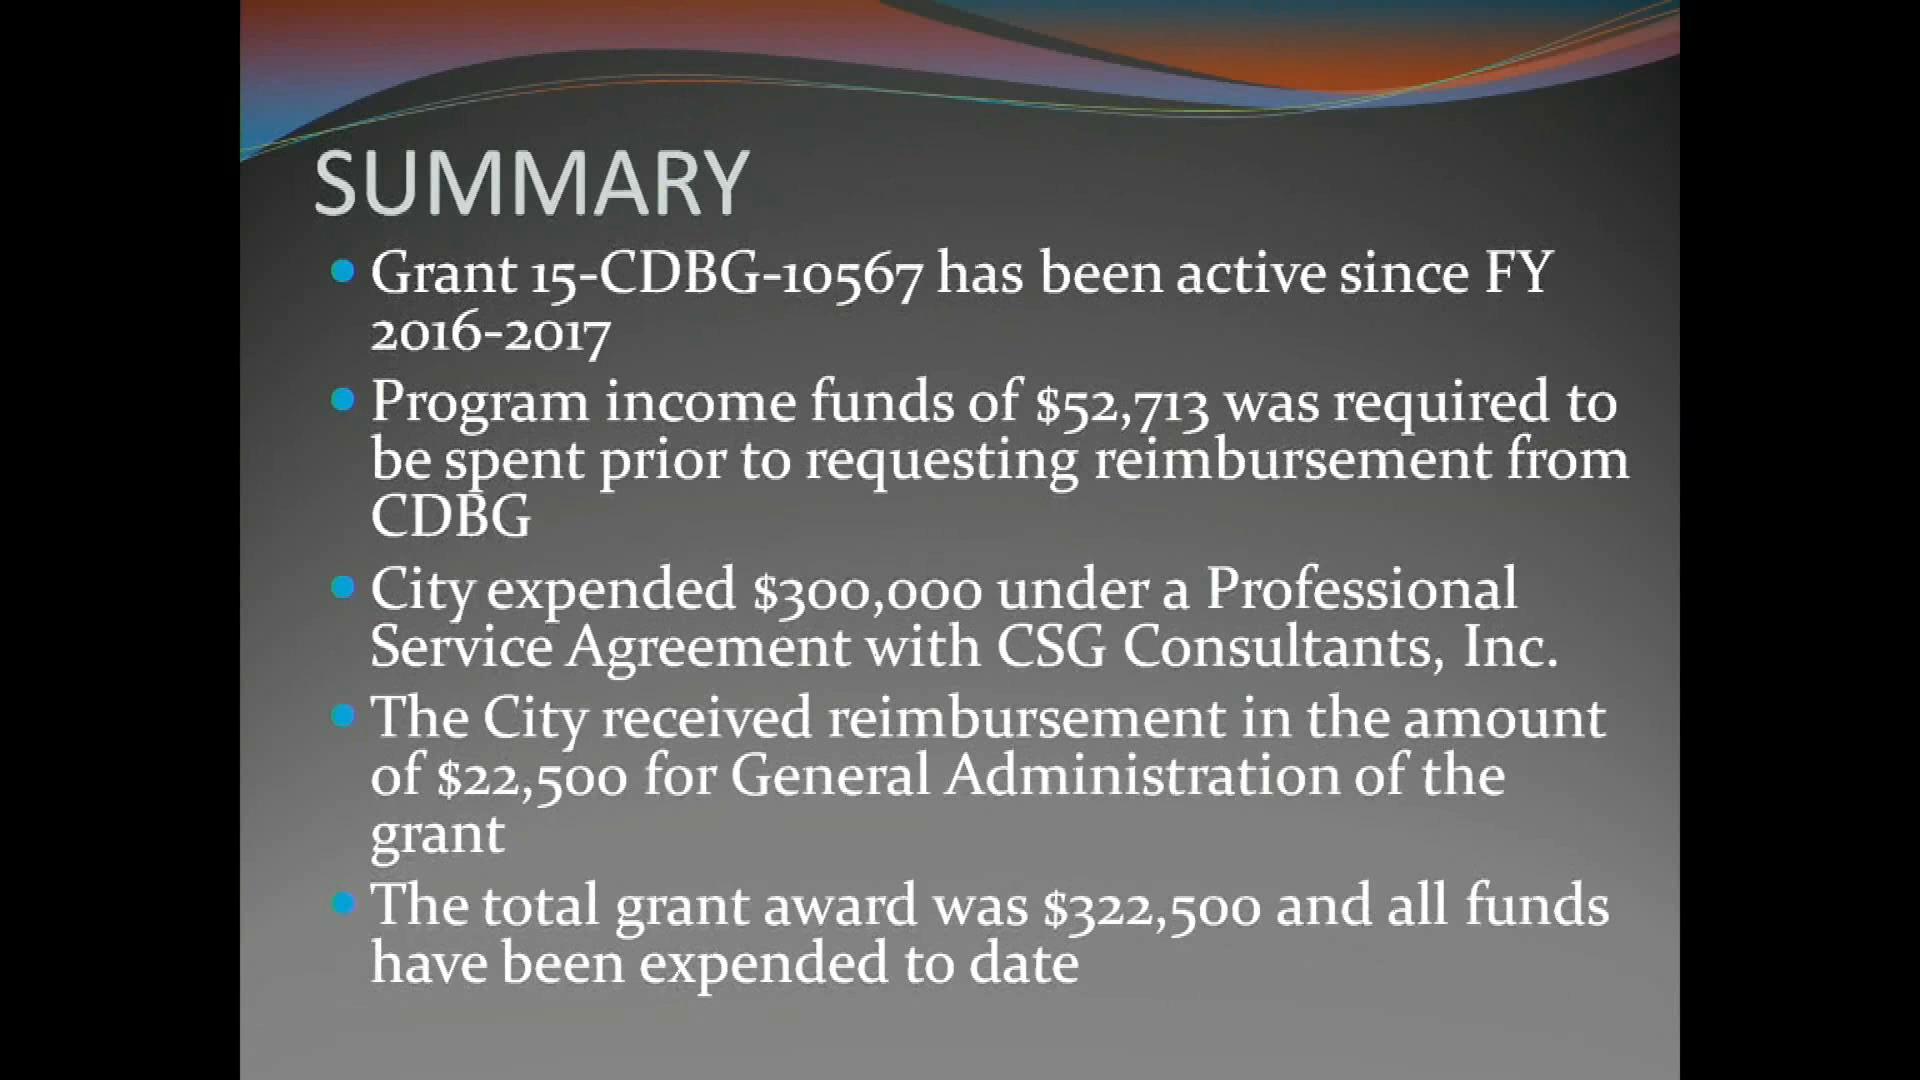 SUMMARY
Grant 15-CDBG-10567 has been active since FY
2016-2017
Program income funds of $52,713 was required to
be spent prior to requesting reimbursement from
CDBG
City expended $300,000 under a Professional
Service Agreement with CSG Consultants, Inc.
The City received reimbursement in the amount
of $22,500 for General Administration of the
grant
The total grant award was $322,500 and all funds
have been expended to date